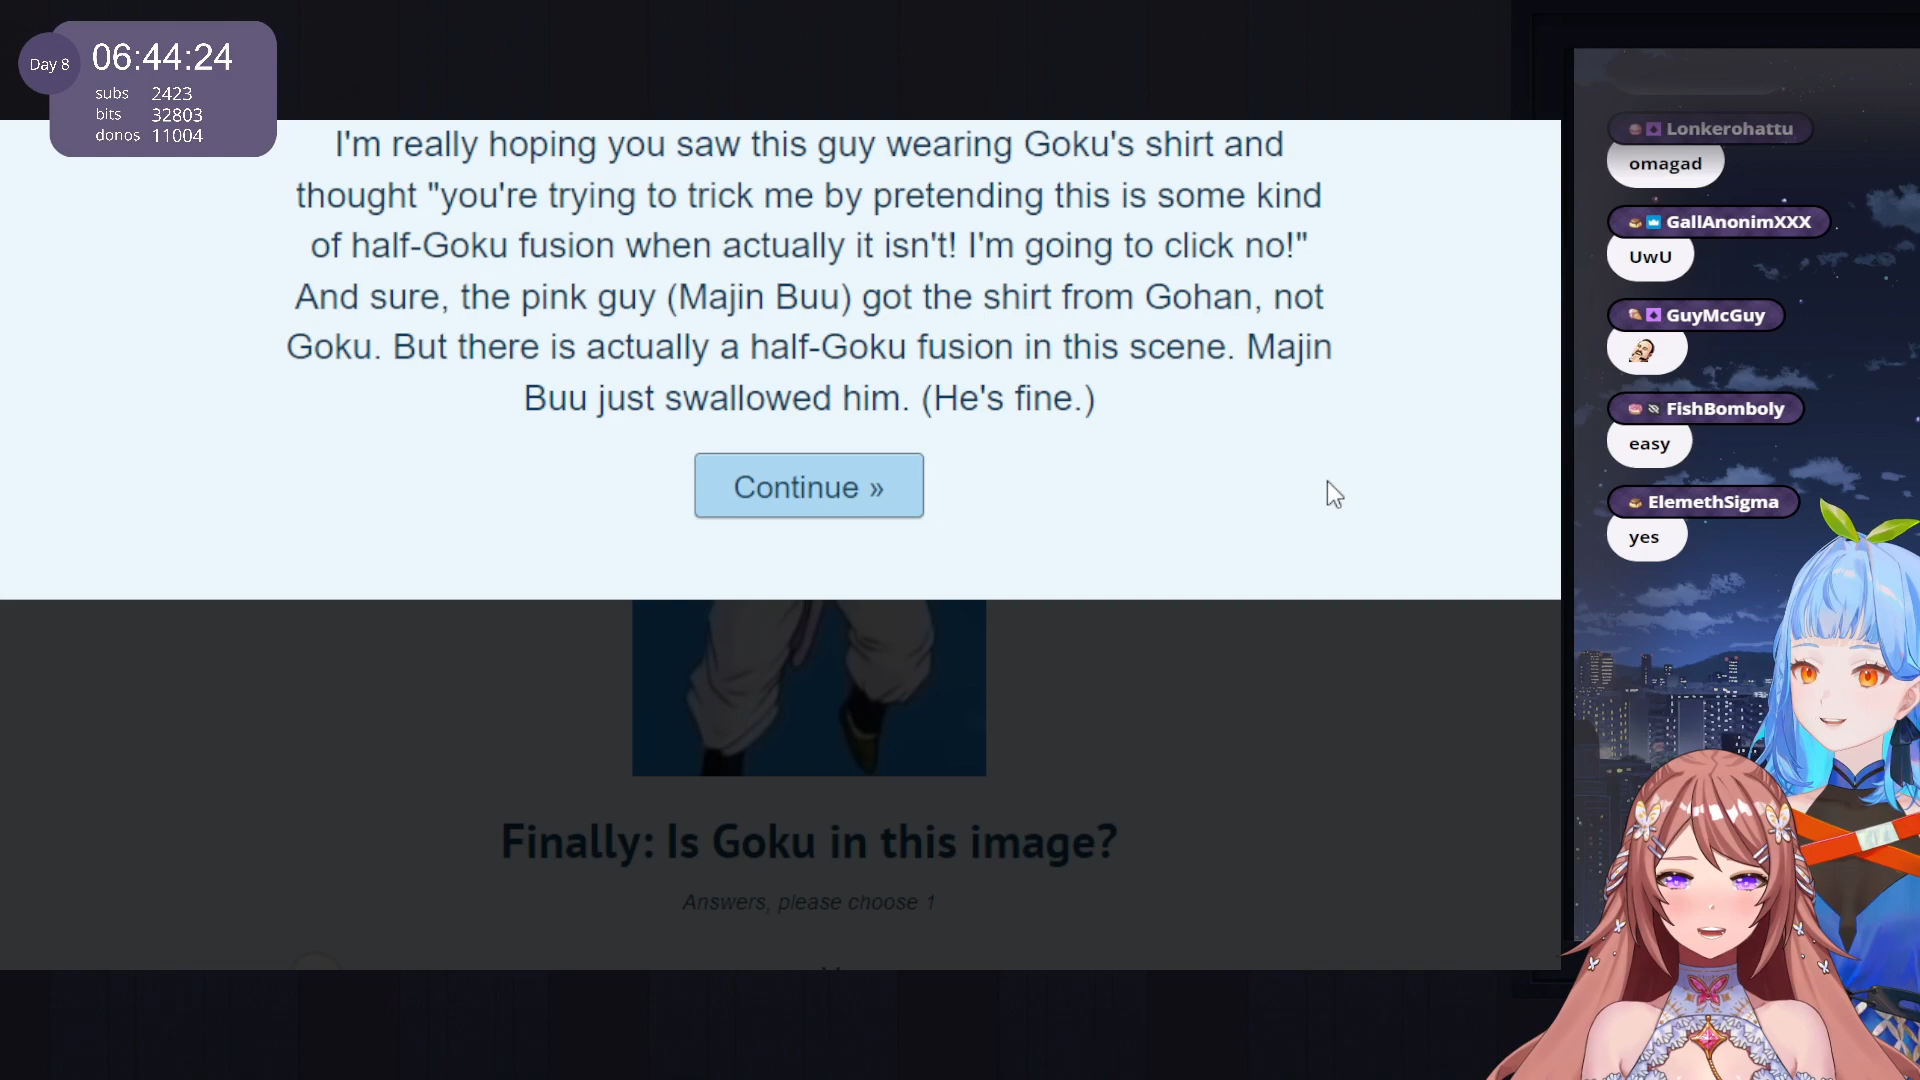 Day 8
06:44:24
subs 2423
bits 32803
donos 11004
I'm really hoping you saw this guy wearing Goku's shirt and
thought "you're trying to trick me by pretending this is some kind
of half-Goku fusion when actually it isn't! I'm going to click no!"
And sure, the pink guy (Majin Buu) got the shirt from Gohan, not
Goku. But there is actually a half-Goku fusion in this scene. Majin
Buu just swallowed him. (He's fine.)
Continue »
Finally: Is Goku in this image?
Answers, please choose 1
Lonkerohattu
omagad
GallAnonimXXX
UwU
GuyMcGuy
FishBomboly
easy
ElemethSigma
yes